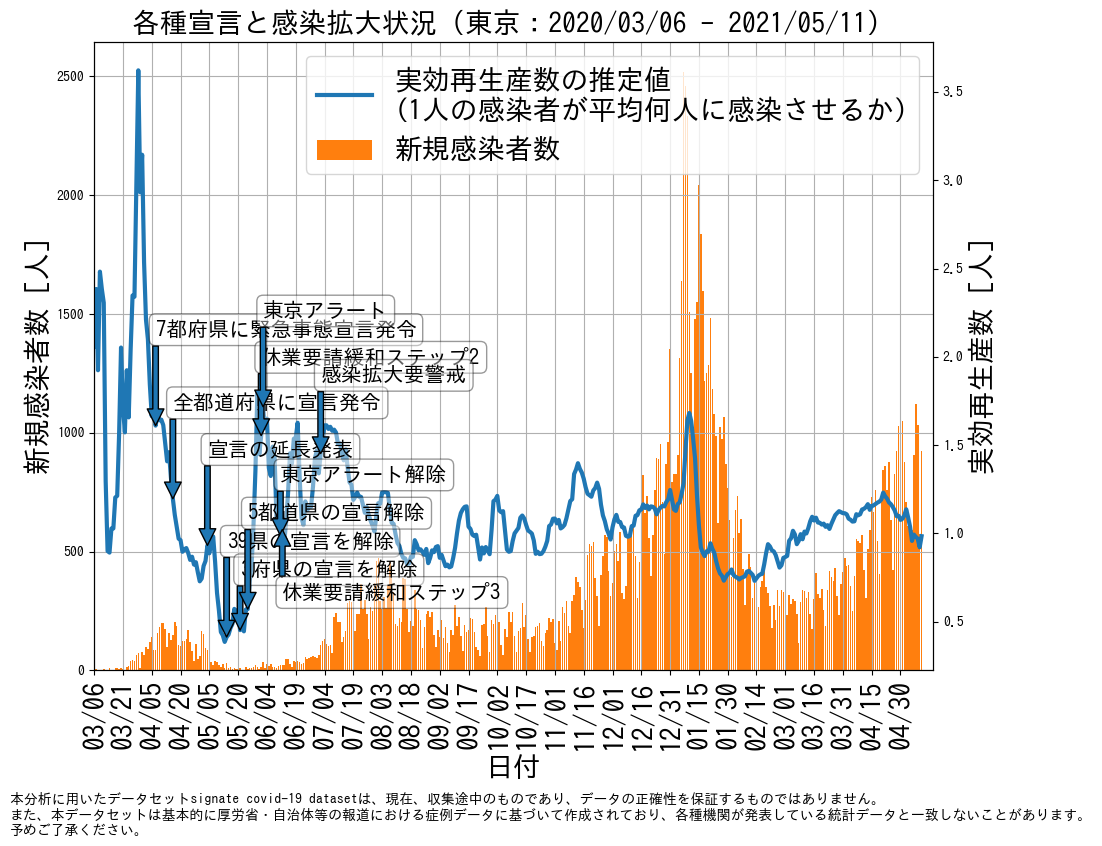 各種宣言と感染拡大状況 (東京：2020/03/06 - 2021/05/11)
実効再生産数の推定値
(1人の感染者が平均何人に感染させるか)
新規感染者数
新規感染者数 [人]
2500
2000
1500
1000
500
0
実効再生産数 [人]
3.5
3.0
2.5
2.0
1.5
1.0
0.5
東京アラート
7都府県に緊急事態宣言発令
休業要請緩和ステップ2
感染拡大要警戒
全都道府県に宣言発令
宣言の延長発表
東京アラート解除
5都道県の宣言解除
39県の宣言を解除
3府県の宣言を解除
休業要請緩和ステップ3
03/06
03/21
04/05
04/20
05/05
05/20
06/04
06/19
07/04
07/19
08/03
08/18
09/02
09/17
10/02
10/17
11/01
11/16
12/01
12/16
12/31
01/15
01/30
02/14
03/01
03/16
03/31
04/15
04/30
日付
本分析に用いたデータセットsignate covid-19 datasetは、現在、収集途中のものであり、データの正確性を保証するものではありません。
また、本データセットは基本的に厚労省・自治体等の報道における症例データに基づいて作成されており、各種機関が発表している統計データと一致しないことがあります。
予めご了承ください。